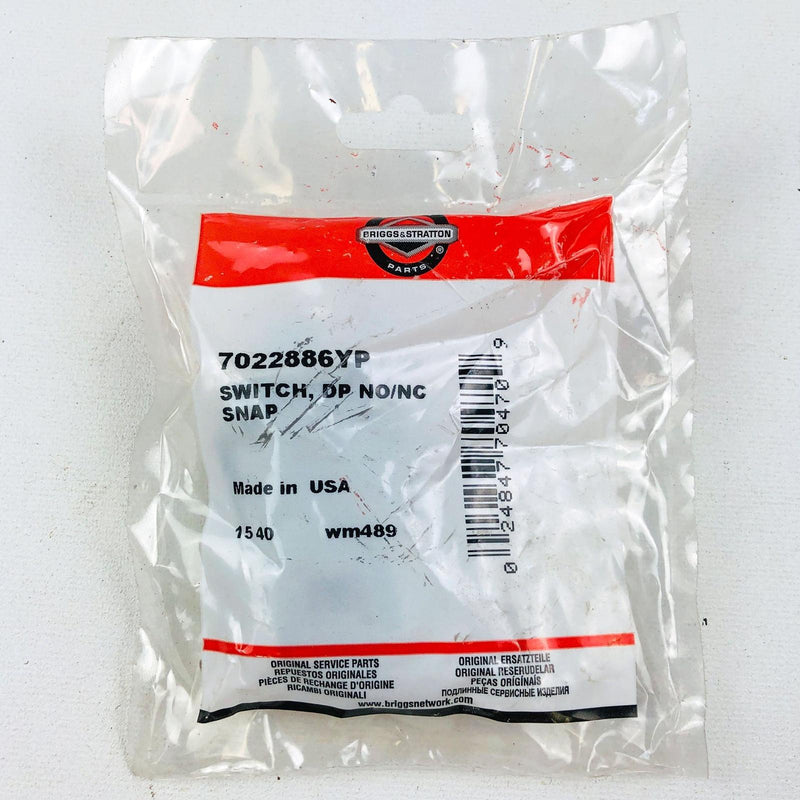 BRIGGS & STRATTON
®
PARTS
7022886YP
SWITCH, DP NO/NC
SNAP
Made in USA
1540 wm489
0 24847 70470 9
ORIGINAL SERVICE PARTS
REPUESTOS ORIGINALES
PIÈCES DE RECHANGE D'ORIGINE
RICAMBI ORIGINALI
ORIGINAL ERSATZTEILE
ORIGINAL RESERUDELAR
PEÇAS ORIGINAIS
ПОДЛИННЫЕ СЕРВИСНЫЕ ИЗДЕЛИЯ
www.briggsnetwork.com